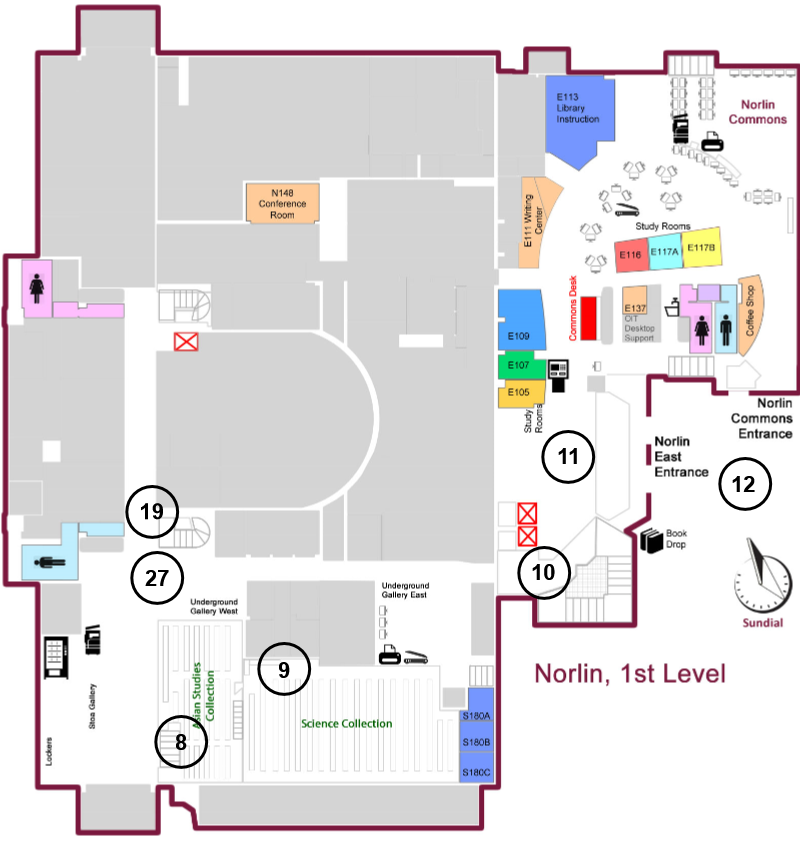 E113
Library
Instruction
Norlin
Commons
N148
Conference
Room
E111 Writing
Center
Study Rooms
E116
E117A
E117B
Commons Desk
E137
OIT
Desktop
Support
Coffee Shop
E109
E107
E105
Study
Rooms
Norlin
Commons
Entrance
Norlin
East
Entrance
11
12
19
Book
Drop
10
27
Underground
Gallery East
Underground
Gallery West
Sundial
9
Norlin, 1st Level
Asian Studies
Collection
Stoa Gallery
Science Collection
S180A
8
S180B
Lockers
S180C